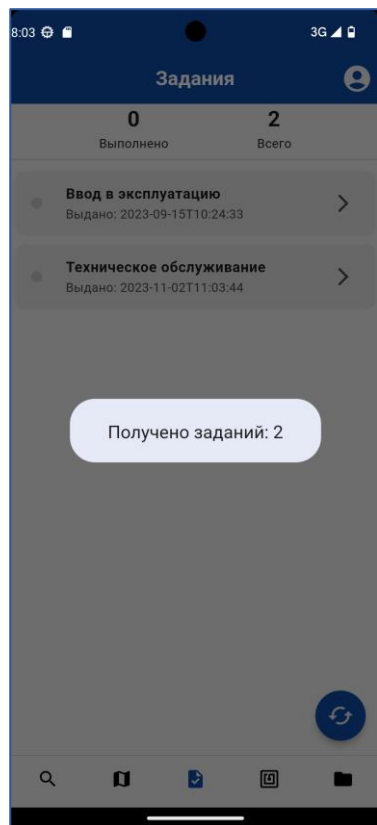 8:03
3G
Задания
0
2
Выполнено
Всего
Ввод в эксплуатацию
Выдано: 2023-09-15T10:24:33
Техническое обслуживание
Выдано: 2023-11-02T11:03:44
Получено заданий: 2